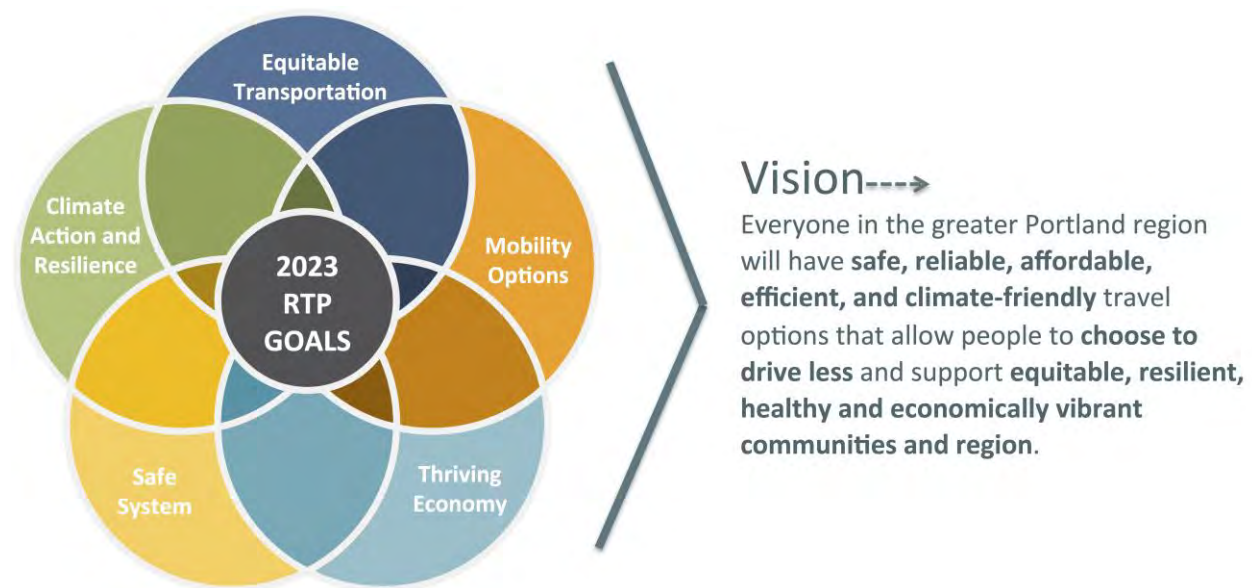 Equitable
Transportation
Climate
Action and
Resilience
Mobility
Options
2023
RTP
GOALS
Safe
System
Thriving
Economy
Vision---->
Everyone in the greater Portland region
will have safe, reliable, affordable,
efficient, and climate-friendly travel
options that allow people to choose to
drive less and support equitable, resilient,
healthy and economically vibrant
communities and region.